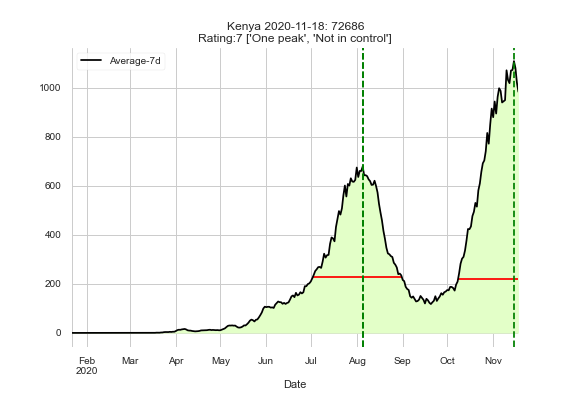 Kenya 2020-11-18: 72686
Rating:7 ['One peak', 'Not in control']
Average-7d
1000
800
600
400
200
0
Feb Mar Apr May Jun Jul Aug Sep Oct Nov
2020
Date